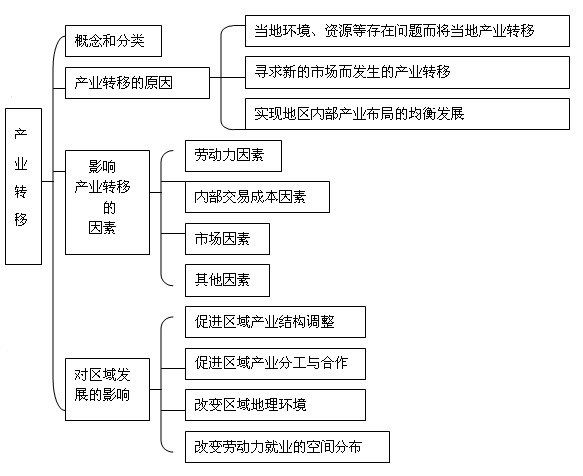 产
业
转
移
概念和分类
产业转移的原因
当地环境、资源等存在问题而将当地产业转移
寻求新的市场而发生的产业转移
实现地区内部产业布局的均衡发展
影响
产业转移
的
因素
劳动力因素
内部交易成本因素
市场因素
其他因素
对区域发
展的影响
促进区域产业结构调整
促进区域产业分工与合作
改变区域地理环境
改变劳动力就业的空间分布